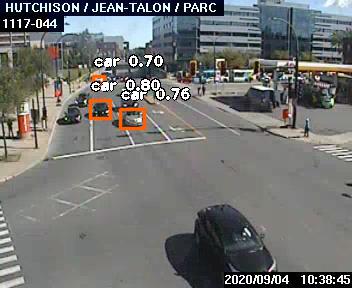 HUTCHISON / JEAN-TALON / PARC
1117-044
car 0.70
car 0.80
car 0.76
2020/09/04 10:38:45